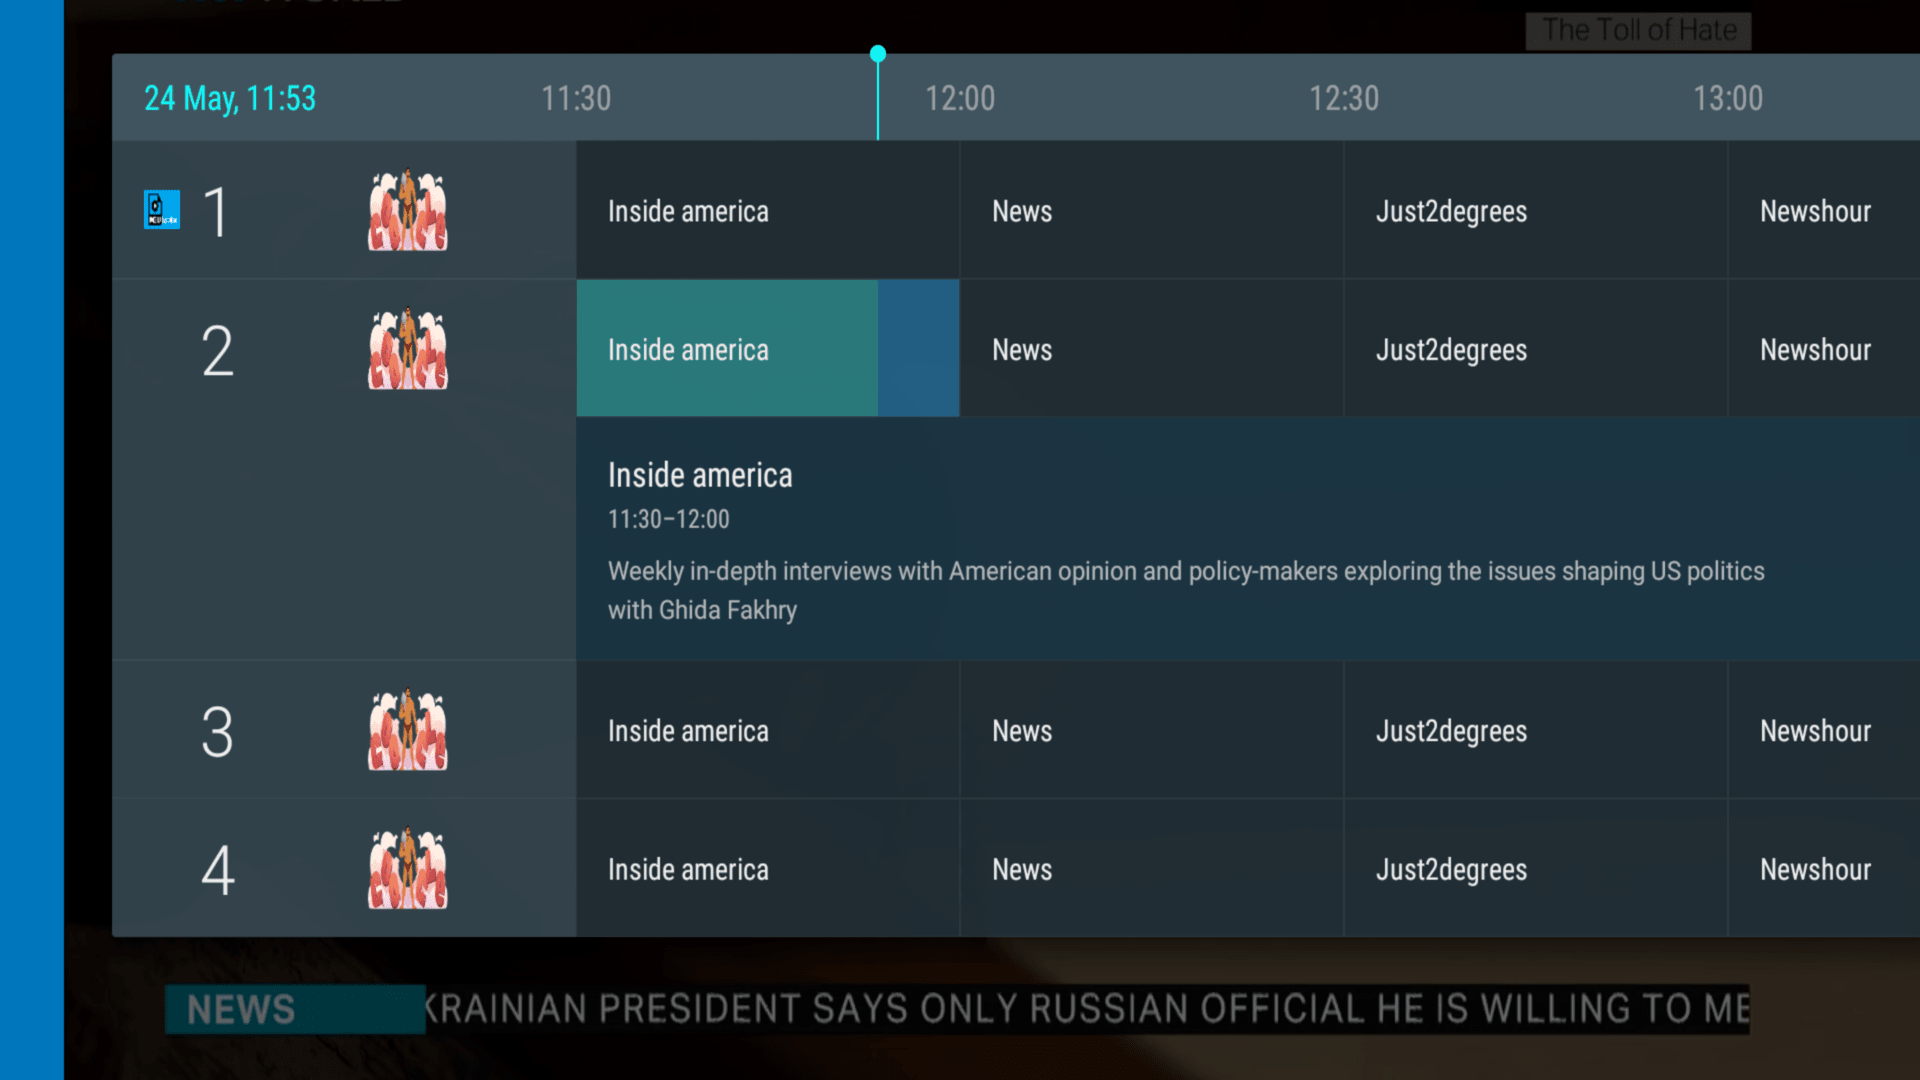 The Toll of Hate
24 May, 11:53
11:30
12:00
12:30
13:00
1
Inside america
News
Just2degrees
Newshour
2
Inside america
News
Just2degrees
Newshour
Inside america
11:30–12:00
Weekly in-depth interviews with American opinion and policy-makers exploring the issues shaping US politics
with Ghida Fakhry
3
Inside america
News
Just2degrees
Newshour
4
Inside america
News
Just2degrees
Newshour
NEWS
KRAINIAN PRESIDENT SAYS ONLY RUSSIAN OFFICIAL HE IS WILLING TO ME